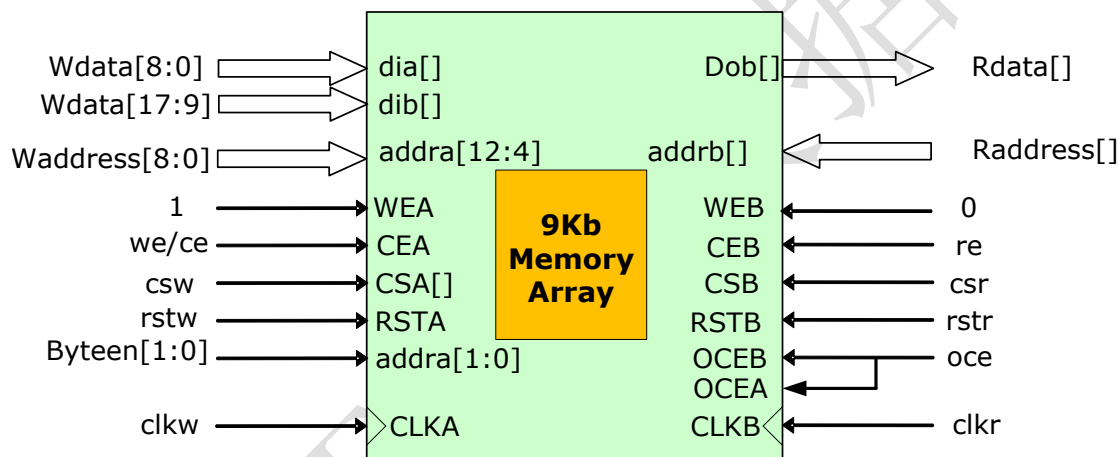 Wdata[8:0] dia[] Dob[] Rdata[]
Wdata[17:9] dib[]
Waddress[8:0] addra[12:4] addrb[] Raddress[]
1 WEA WEB 0
we/ce CEA CEB re
csw CSA[] CSB csr
rstw RSTA RSTB rstr
Byteen[1:0] addra[1:0] OCEB oce
OCEA
clkw CLKA CLKB clkr
9Kb
Memory
Array
据